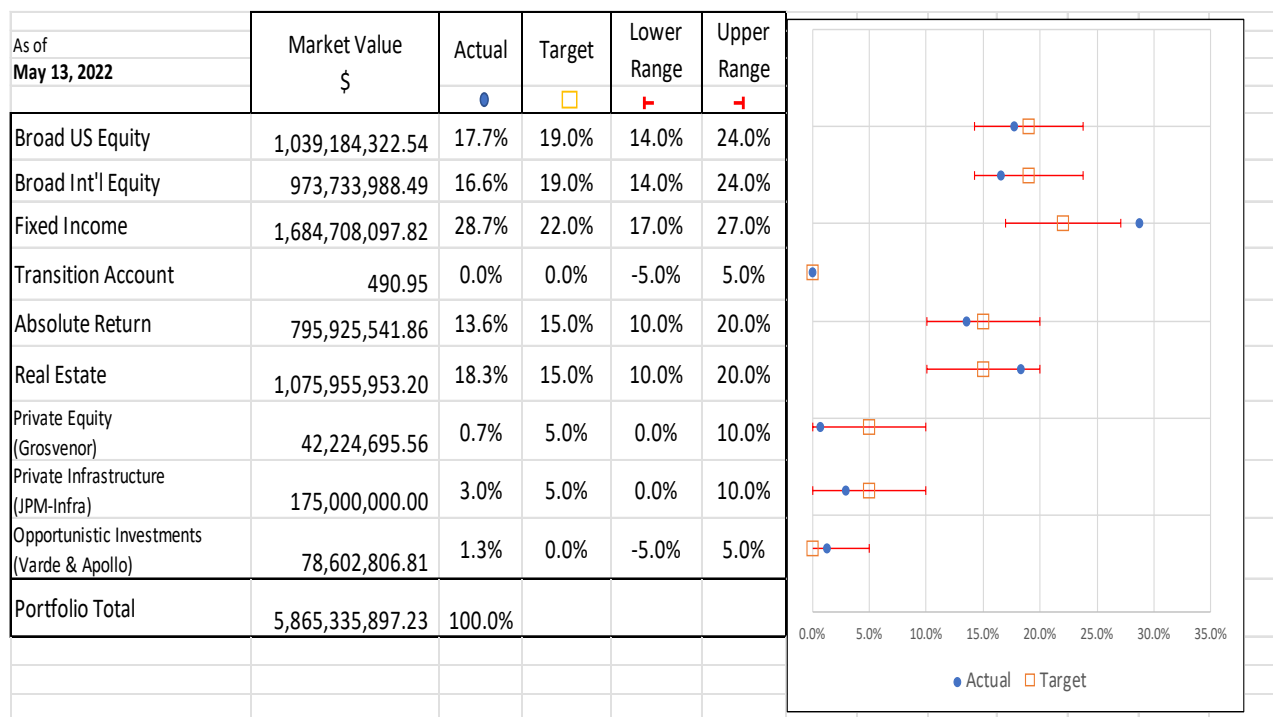 As of
May 13, 2022
Market Value
$
Actual
Target
Lower
Range
Upper
Range
Broad US Equity 1,039,184,322.54 17.7% 19.0% 14.0% 24.0%
Broad Int'l Equity 973,733,988.49 16.6% 19.0% 14.0% 24.0%
Fixed Income 1,684,708,097.82 28.7% 22.0% 17.0% 27.0%
Transition Account 490.95 0.0% 0.0% -5.0% 5.0%
Absolute Return 795,925,541.86 13.6% 15.0% 10.0% 20.0%
Real Estate 1,075,955,953.20 18.3% 15.0% 10.0% 20.0%
Private Equity
(Grosvenor) 42,224,695.56 0.7% 5.0% 0.0% 10.0%
Private Infrastructure
(JPM-Infra) 175,000,000.00 3.0% 5.0% 0.0% 10.0%
Opportunistic Investments
(Varde & Apollo) 78,602,806.81 1.3% 0.0% -5.0% 5.0%
Portfolio Total 5,865,335,897.23 100.0%
0.0% 5.0% 10.0% 15.0% 20.0% 25.0% 30.0% 35.0%
Actual Target